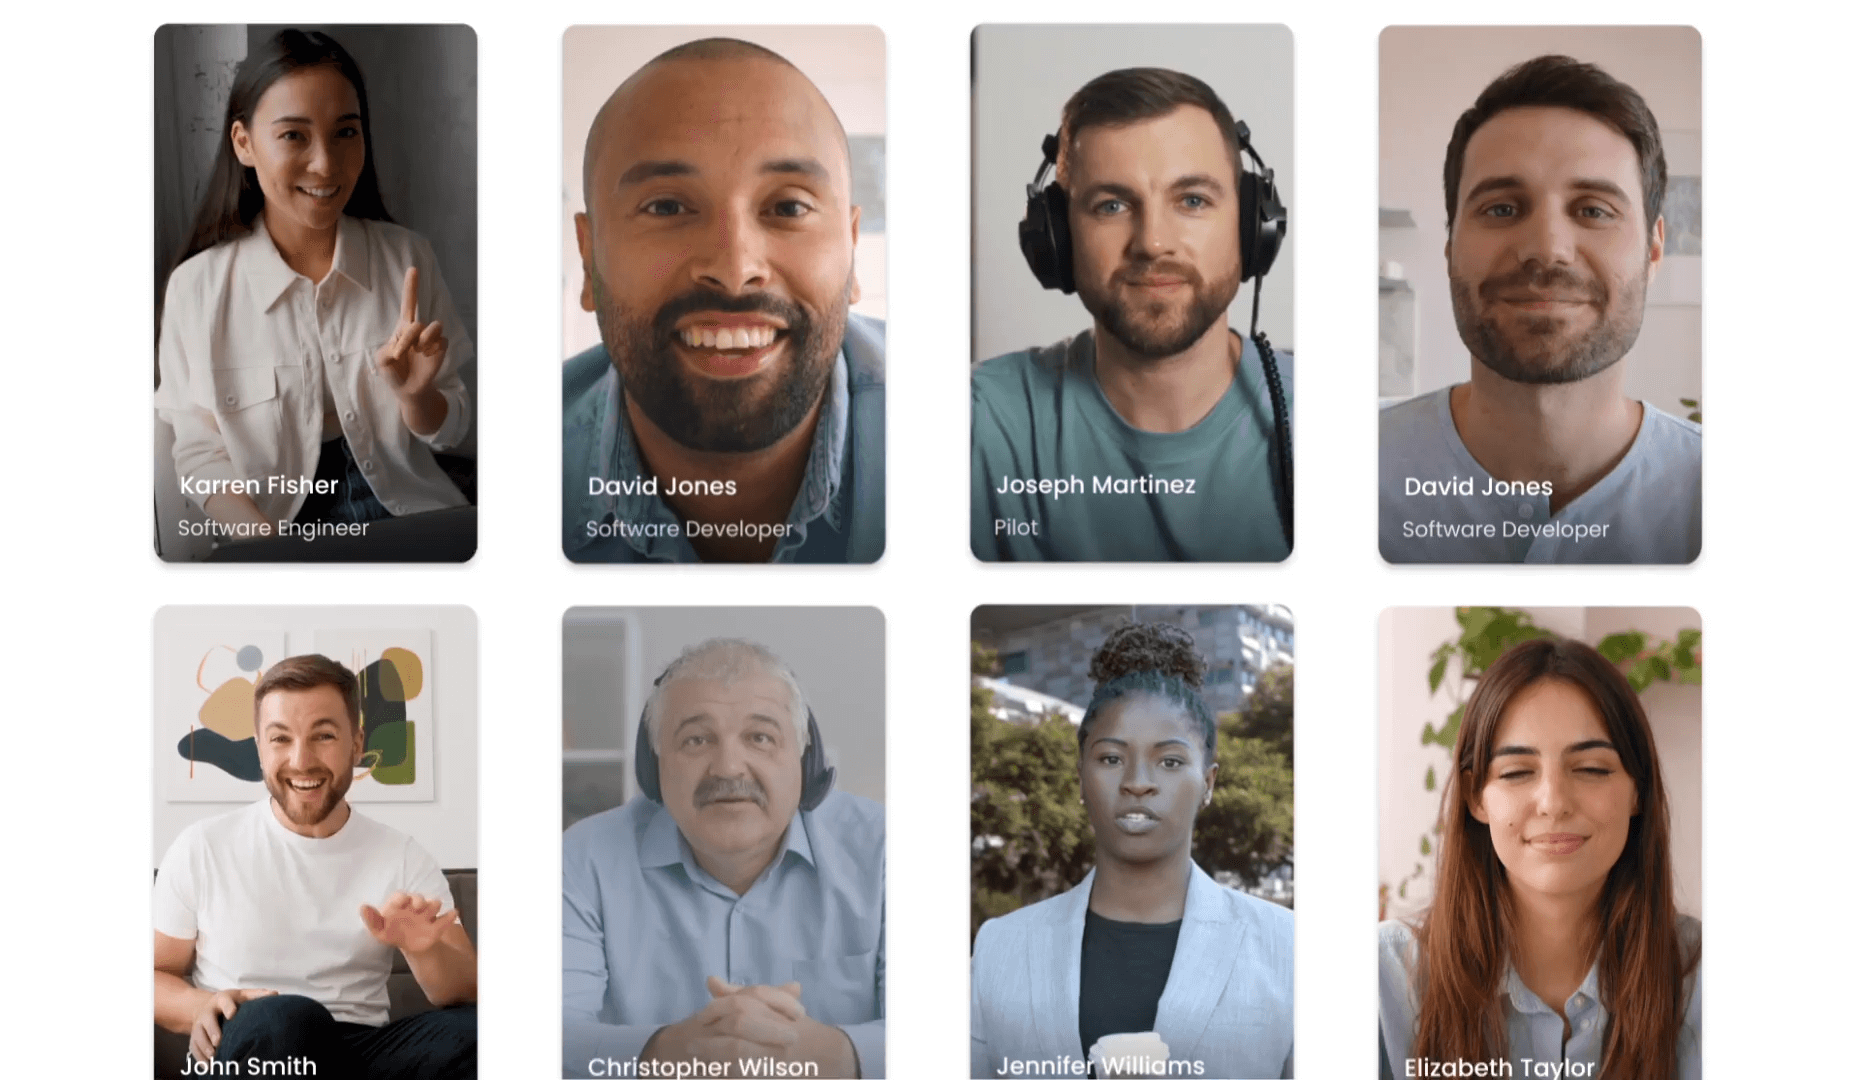 Karren Fisher
Software Engineer
David Jones
Software Developer
Joseph Martinez
Pilot
David Jones
Software Developer
John Smith
Christopher Wilson
Jennifer Williams
Elizabeth Taylor